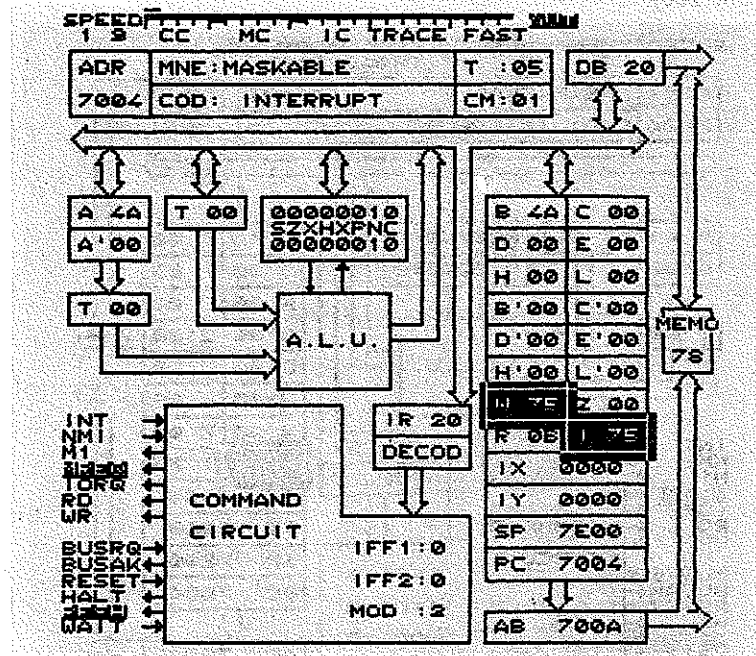 SPEED
1 9 CC MC IC TRACE FAST
ADR MNE:MASKABLE T :05 DB 20
7004 COD: INTERRUPT CM:01
A 4A T 00 00000010 B 4A C 00
SZXHXPNC
A'00 00000010 D 00 E 00
H 00 L 00
T 00 B'00 C'00
MEMO
A.L.U. D'00 E'00
78
H'00 L'00
W 75 Z 00
INT IR 20
NMI R 0B I 75
M1 DECOD
IX 0000
IORQ
RD COMMAND IY 0000
WR
CIRCUIT SP 7E00
BUSRQ IFF1:0
BUSAK PC 7004
RESET IFF2:0
HALT
MOD :2
WAIT AB 700A